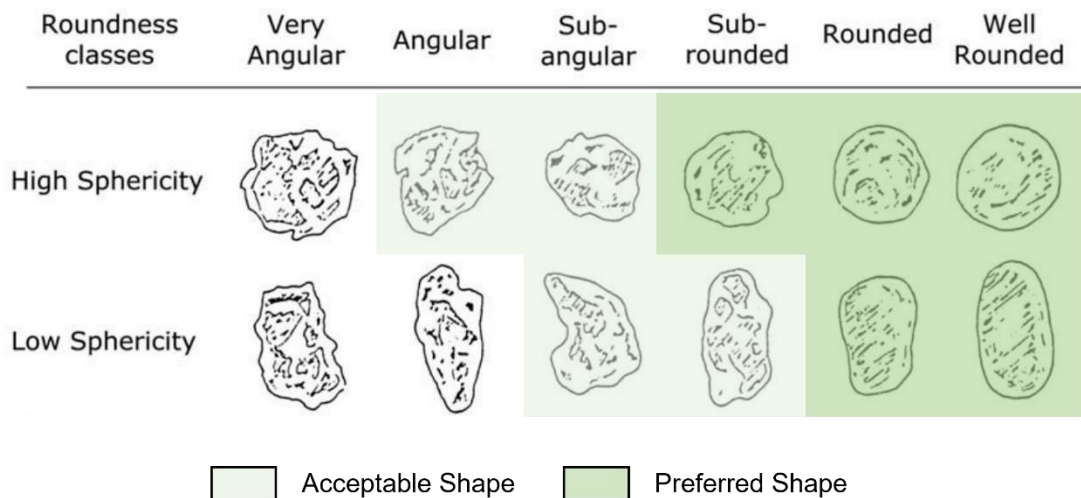 Roundness classes
Very Angular
Angular
Sub-angular
Sub-rounded
Rounded
Well Rounded
High Sphericity
Low Sphericity
Acceptable Shape
Preferred Shape